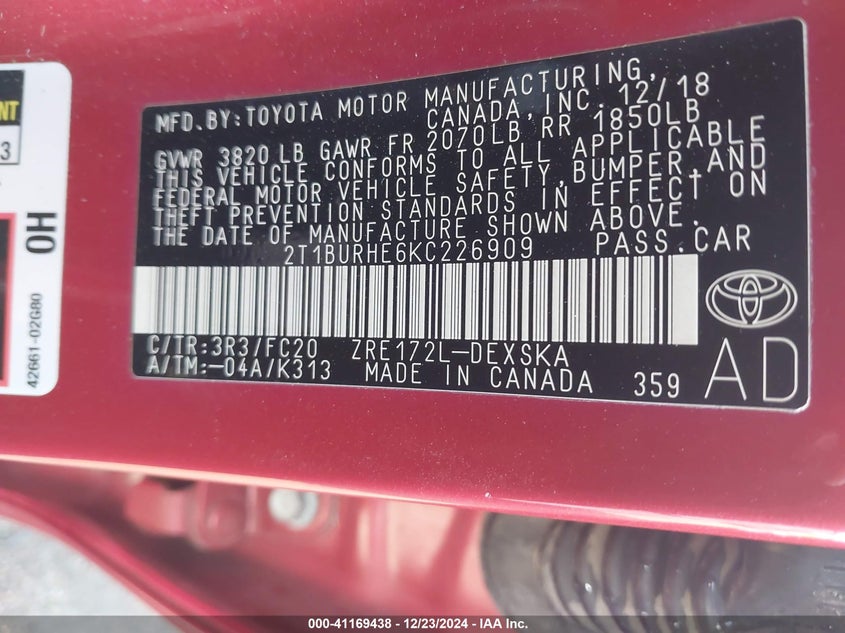 NT
3
OH
42661-02G80
MFD.BY:TOYOTA MOTOR MANUFACTURING,
CANADA, INC. 12/18
GVWR 3820 LB GAWR FR 2070LB RR 1850LB
THIS VEHICLE CONFORMS TO ALL APPLICABLE
FEDERAL MOTOR VEHICLE SAFETY, BUMPER, AND
THEFT PREVENTION STANDARDS IN EFFECT ON
THE DATE OF MANUFACTURE SHOWN ABOVE.
2T1BURHE6KC226909 PASS.CAR
C/TR:3R3/FC20 ZRE172L-DEXSKA
A/TM:-04A/K313 MADE IN CANADA 359
AD
000-41169438 - 12/23/2024 - IAA Inc.